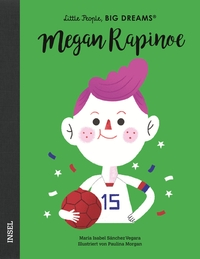 Little People, BIG DREAMS®
Megan Rapinoe
15
Maria Isabel Sánchez Vegara
Illustriert von Paulina Morgan
INSEL